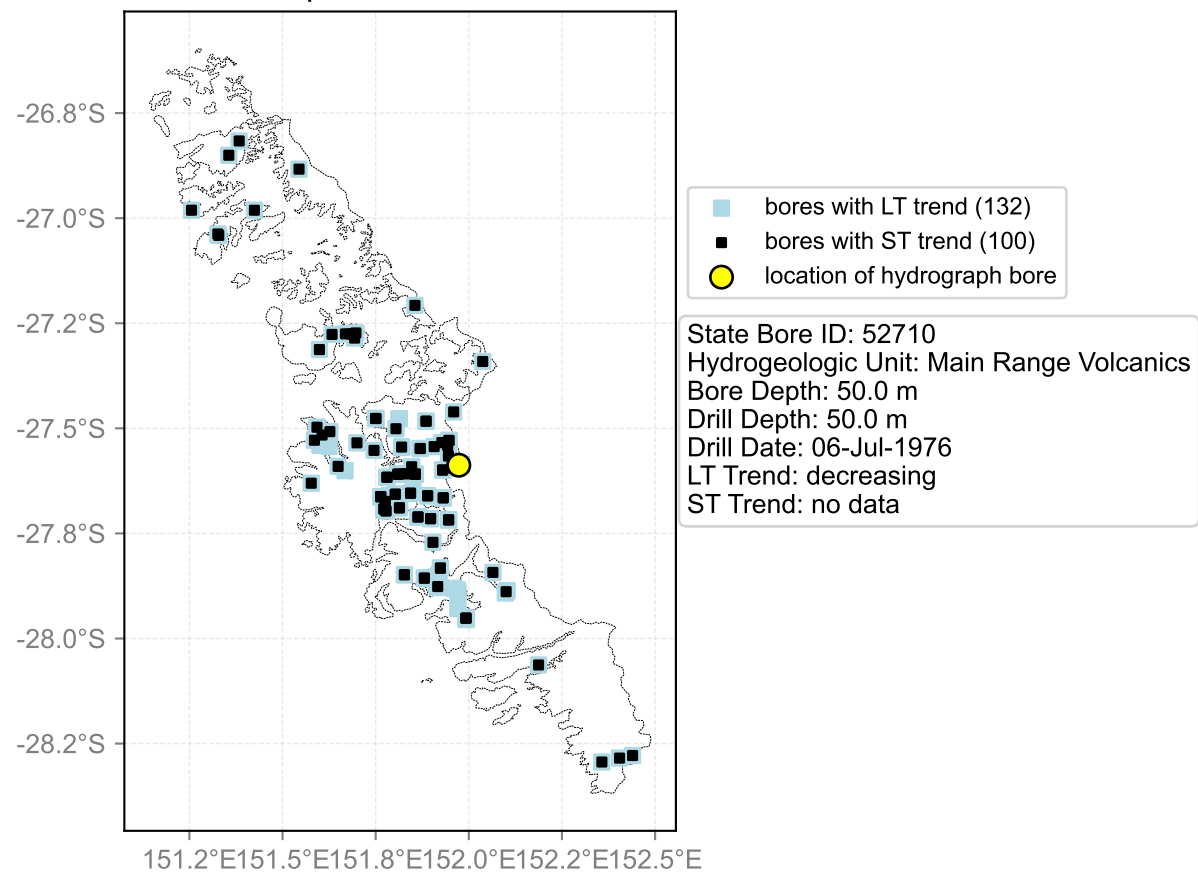 -26.8°S
-27.0°S
-27.2°S
-27.5°S
-27.8°S
-28.0°S
-28.2°S
151.2°E151.5°E151.8°E152.0°E152.2°E152.5°E
bores with LT trend (132)
bores with ST trend (100)
location of hydrograph bore
State Bore ID: 52710
Hydrogeologic Unit: Main Range Volcanics
Bore Depth: 50.0 m
Drill Depth: 50.0 m
Drill Date: 06-Jul-1976
LT Trend: decreasing
ST Trend: no data